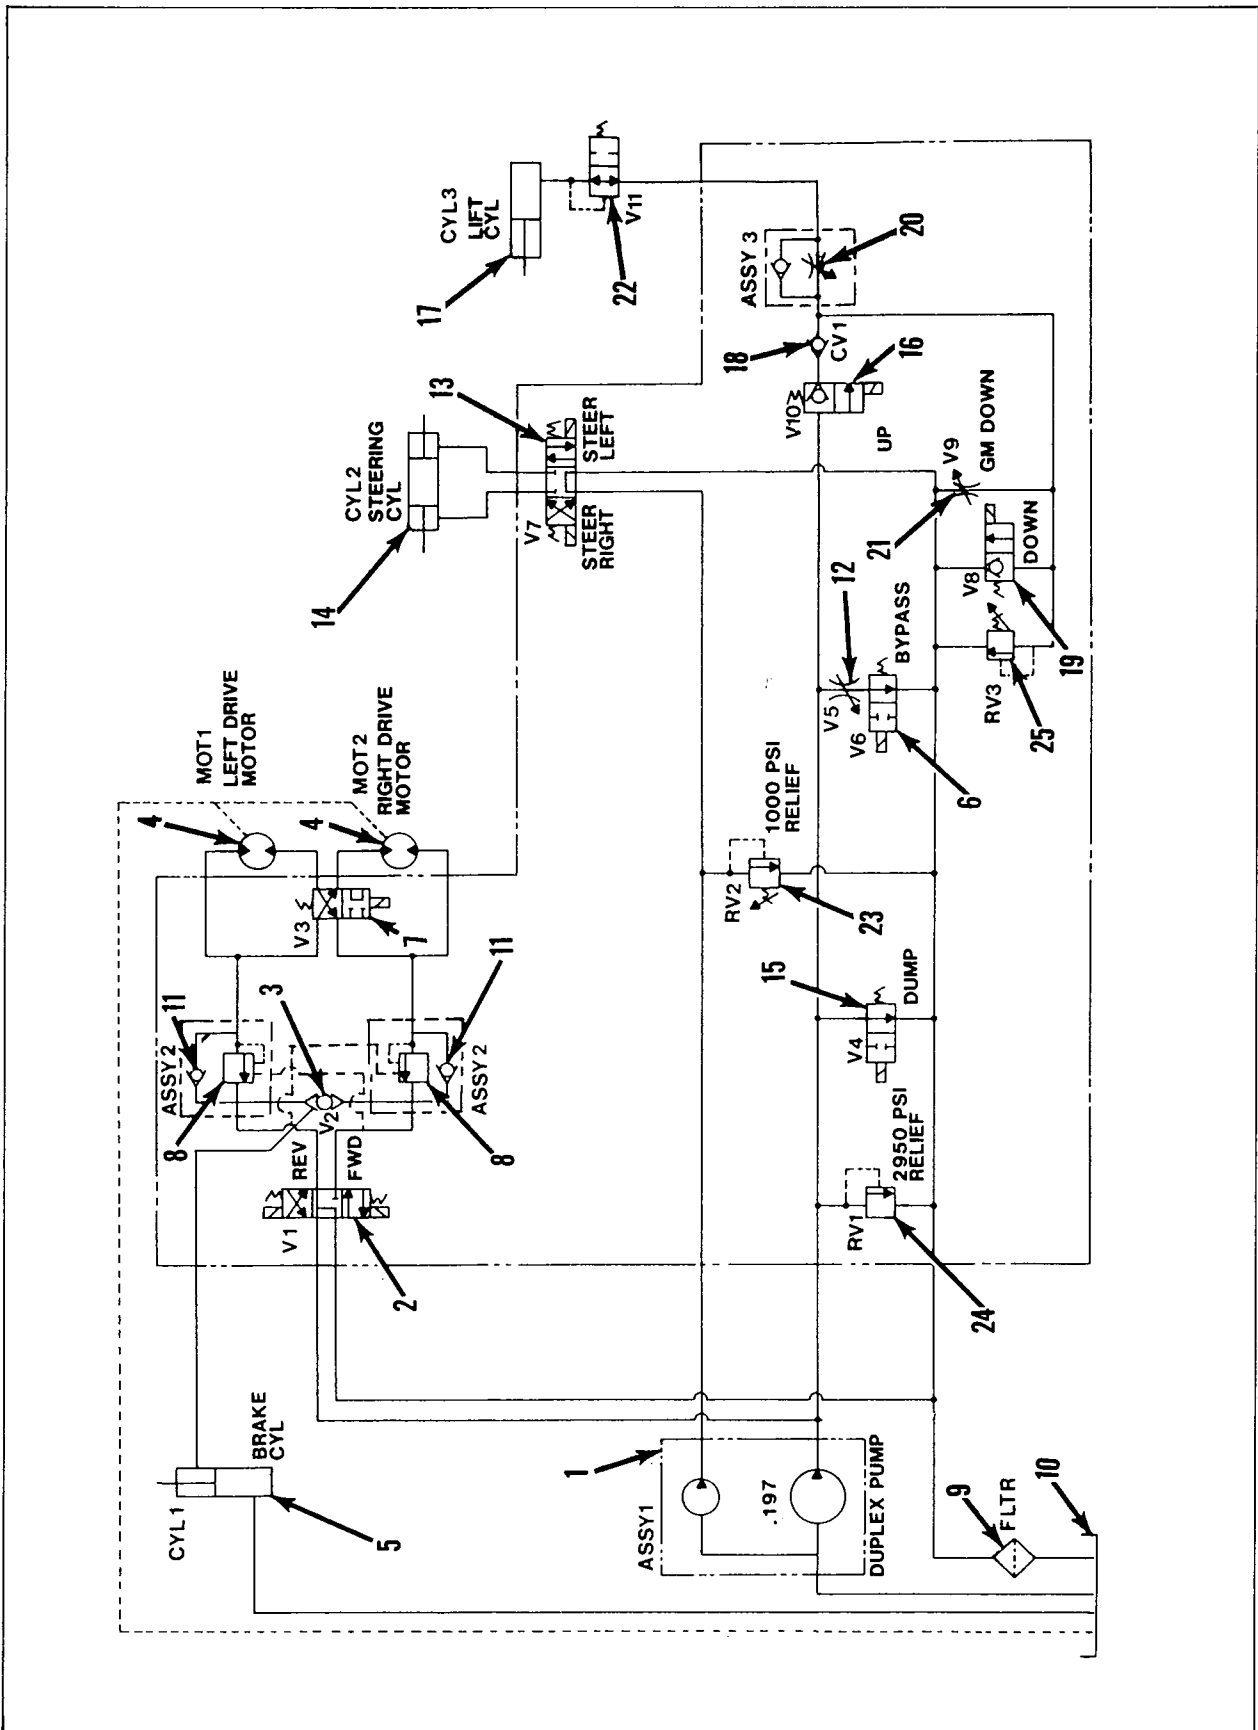 CYL1
BRAKE
CYL
5
ASSY1
.197
DUPLEX PUMP
1
FLTR
9
10
2
V1
REV
FWD
V2
3
ASSY 2
8
11
ASSY 2
8
11
V3
7
4
4
MOT1
LEFT DRIVE
MOTOR
MOT2
RIGHT DRIVE
MOTOR
RV1
2950 PSI
RELIEF
24
V4
DUMP
15
RV2
1000 PSI
RELIEF
23
V5
12
V6
BYPASS
6
CYL2
STEERING
CYL
14
V7
STEER
RIGHT
STEER
LEFT
13
RV3
25
V8
DOWN
19
V9
GM DOWN
21
V10
UP
16
CV1
18
ASSY 3
20
CYL3
LIFT
CYL
17
V11
22